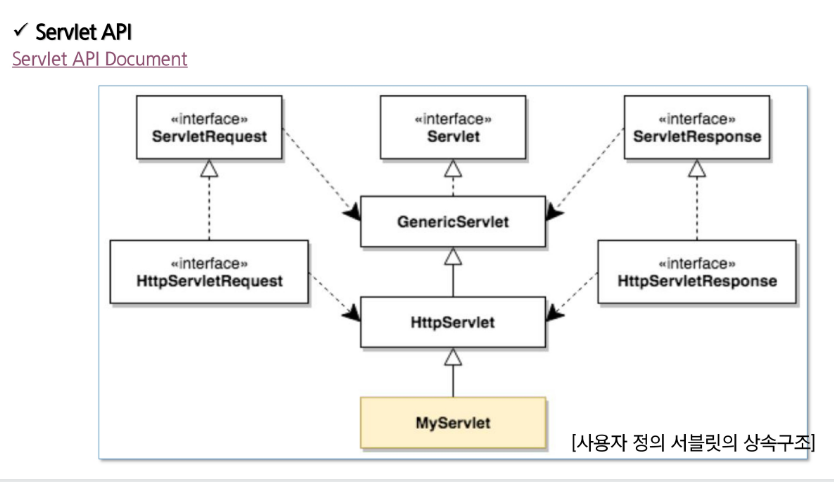 ✓ Servlet API
Servlet API Document
«interface»
ServletRequest
«interface»
Servlet
«interface»
ServletResponse
GenericServlet
«interface»
HttpServletRequest
«interface»
HttpServletResponse
HttpServlet
MyServlet
[사용자 정의 서블릿의 상속구조]